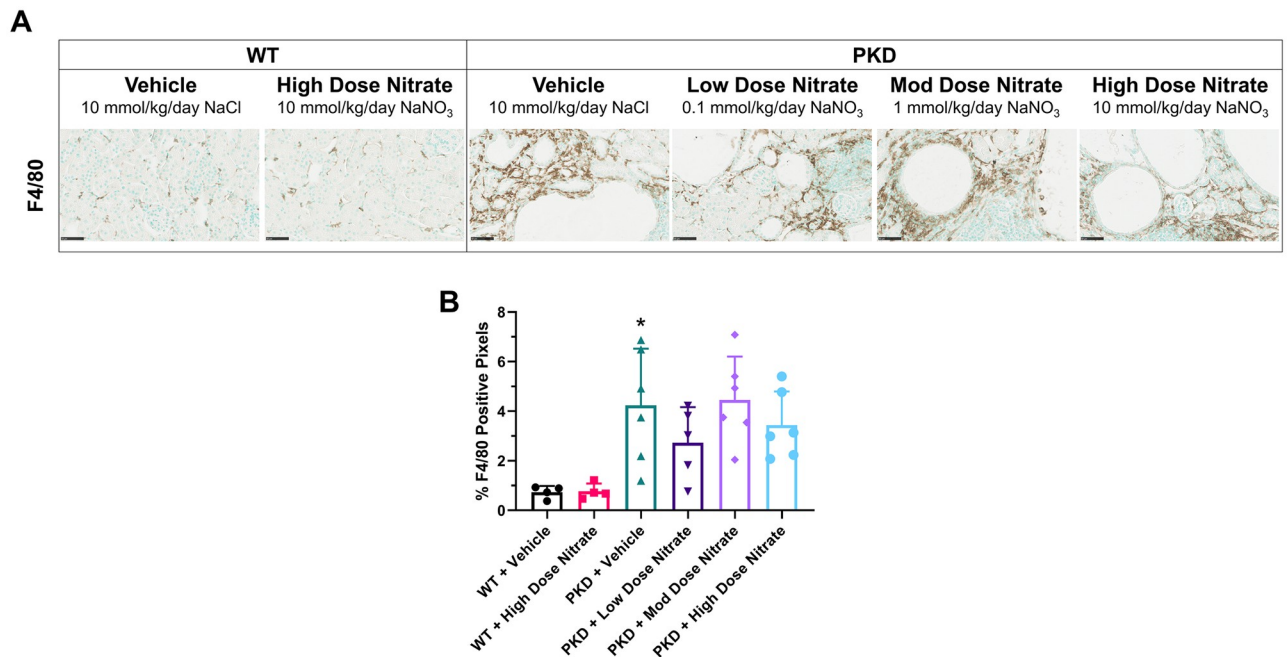 A
WT
PKD
Vehicle
10 mmol/kg/day NaCl
High Dose Nitrate
10 mmol/kg/day NaNO₃
Vehicle
10 mmol/kg/day NaCl
Low Dose Nitrate
0.1 mmol/kg/day NaNO₃
Mod Dose Nitrate
1 mmol/kg/day NaNO₃
High Dose Nitrate
10 mmol/kg/day NaNO₃
F4/80
B
% F4/80 Positive Pixels
8
6
4
2
0
*
WT + Vehicle
WT + High Dose Nitrate
PKD + Vehicle
PKD + Low Dose Nitrate
PKD + Mod Dose Nitrate
PKD + High Dose Nitrate